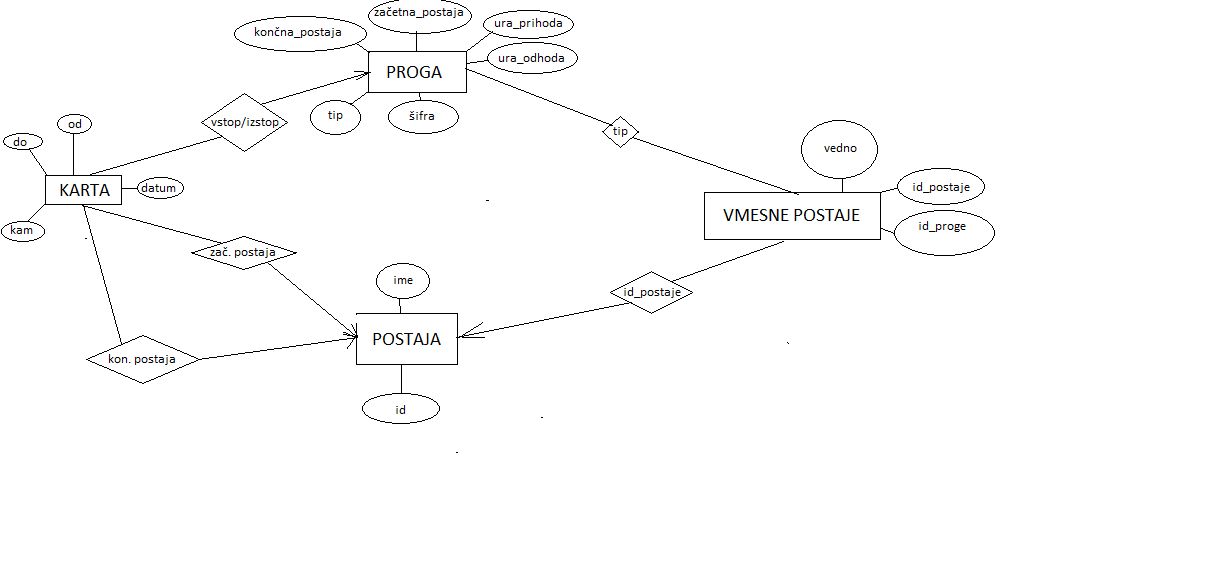 začetna_postaja
končna_postaja
ura_prihoda
ura_odhoda
PROGA
tip
šifra
vstop/izstop
od
do
KARTA
datum
kam
tip
vedno
id_postaje
VMESNE POSTAJE
id_proge
zač. postaja
ime
id_postaje
POSTAJA
kon. postaja
id